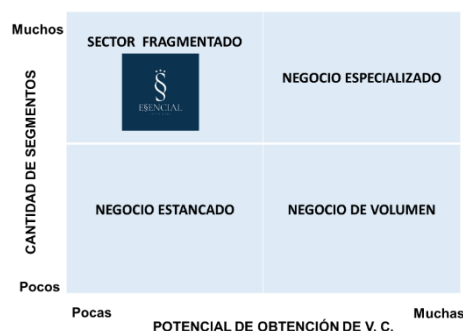 Muchos
SECTOR FRAGMENTADO
ESENCIAL
NEGOCIO ESPECIALIZADO
CANTIDAD DE SEGMENTOS
NEGOCIO ESTANCADO
NEGOCIO DE VOLUMEN
Pocos
Pocas
Muchas
POTENCIAL DE OBTENCIÓN DE V. C.